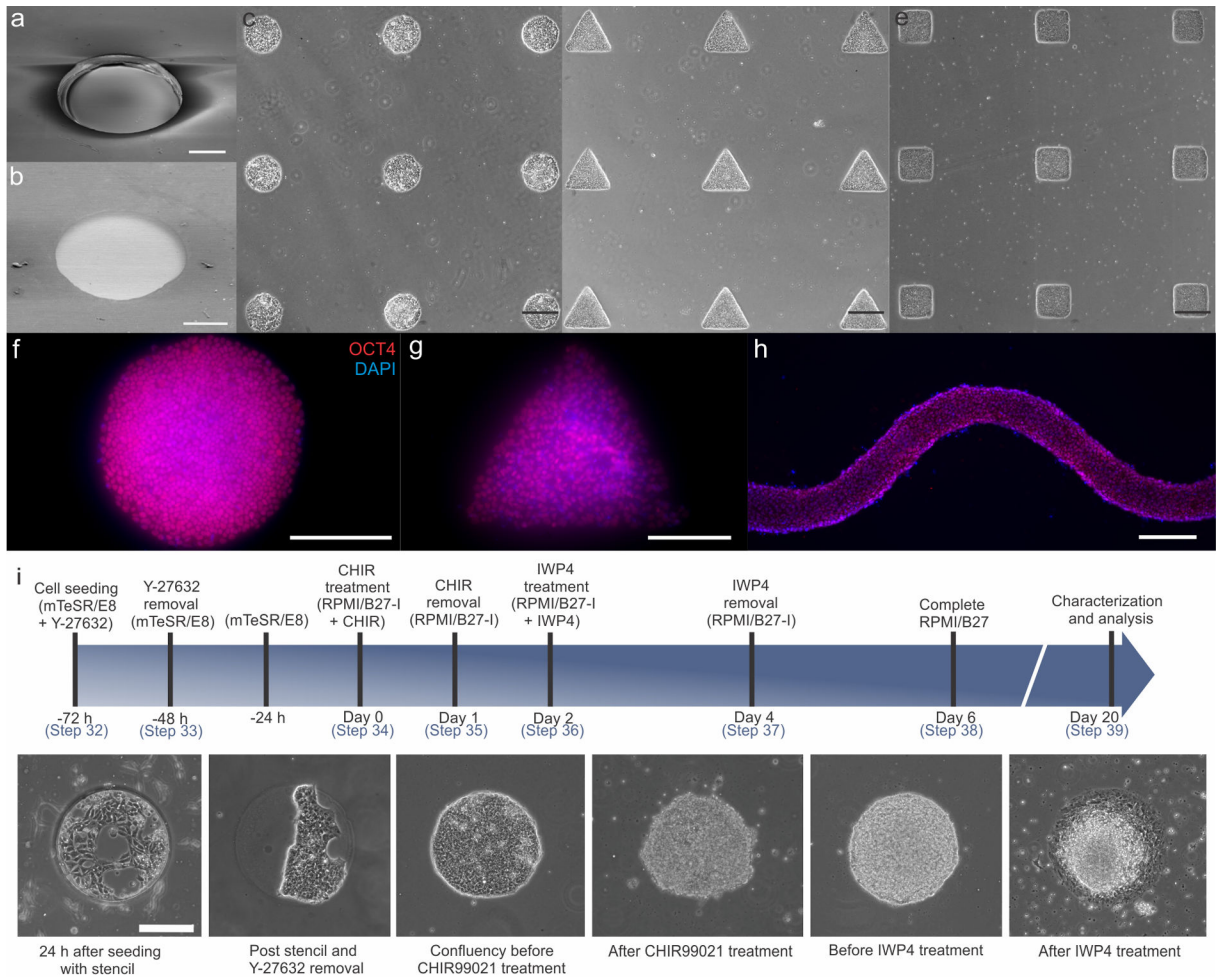 a
b
c
e
f
OCT4
DAPI
g
h
i
Cell seeding
(mTeSR/E8
+ Y-27632)
Y-27632
removal
(mTeSR/E8)
(mTeSR/E8)
CHIR
treatment
(RPMI/B27-I
+ CHIR)
CHIR
removal
(RPMI/B27-I)
IWP4
treatment
(RPMI/B27-I
+ IWP4)
IWP4
removal
(RPMI/B27-I)
Complete
RPMI/B27
Characterization
and analysis
-72 h
(Step 32)
-48 h
(Step 33)
-24 h
Day 0
(Step 34)
Day 1
(Step 35)
Day 2
(Step 36)
Day 4
(Step 37)
Day 6
(Step 38)
Day 20
(Step 39)
24 h after seeding
with stencil
Post stencil and
Y-27632 removal
Confluency before
CHIR99021 treatment
After CHIR99021 treatment
Before IWP4 treatment
After IWP4 treatment